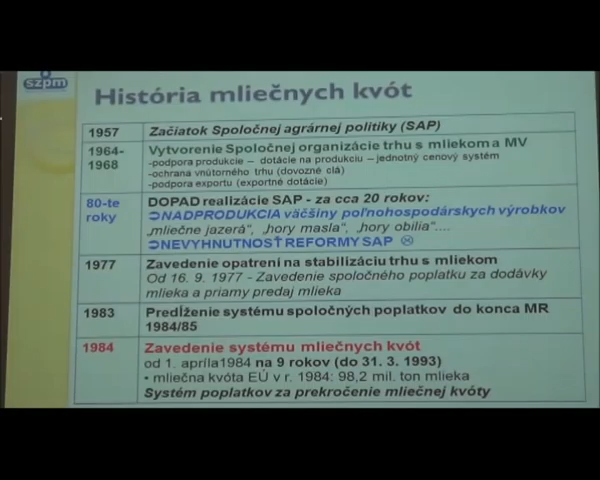 szpm
História mliečnych kvót
1957
Začiatok Spoločnej agrárnej politiky (SAP)
1964-
1968
Vytvorenie Spoločnej organizácie trhu s mliekom a MV
-podpora produkcie – dotácie na produkciu – jednotný cenový systém
-ochrana vnútorného trhu (dovozné clá)
-podpora exportu (exportné dotácie)
80-te
roky
DOPAD realizácie SAP - za cca 20 rokov:
➲NADPRODUKCIA väčšiny poľnohospodárskych výrobkov
„mliečne jazerá“, „hory masla“, „hory obilia“....
➲NEVYHNUTNOSŤ REFORMY SAP ☹
1977
Zavedenie opatrení na stabilizáciu trhu s mliekom
Od 16. 9. 1977 - Zavedenie spoločného poplatku za dodávky
mlieka a priamy predaj mlieka
1983
Predĺženie systému spoločných poplatkov do konca MR
1984/85
1984
Zavedenie systému mliečnych kvót
od 1. apríla1984 na 9 rokov (do 31. 3. 1993)
• mliečna kvóta EÚ v r. 1984: 98,2 mil. ton mlieka
Systém poplatkov za prekročenie mliečnej kvóty